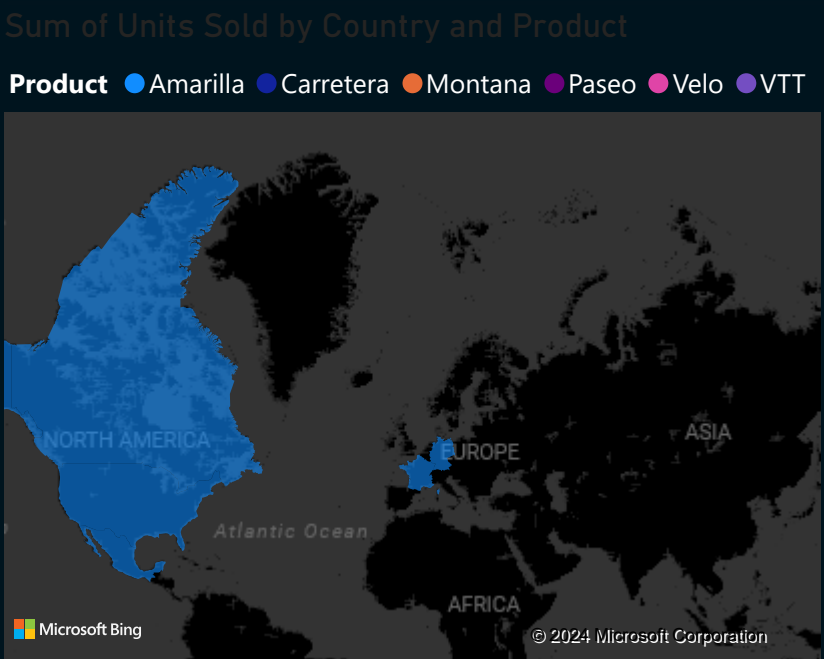 Sum of Units Sold by Country and Product
Product Amarilla Carretera Montana Paseo Velo VTT
NORTH AMERICA
EUROPE
ASIA
Atlantic Ocean
AFRICA
Microsoft Bing
© 2024 Microsoft Corporation